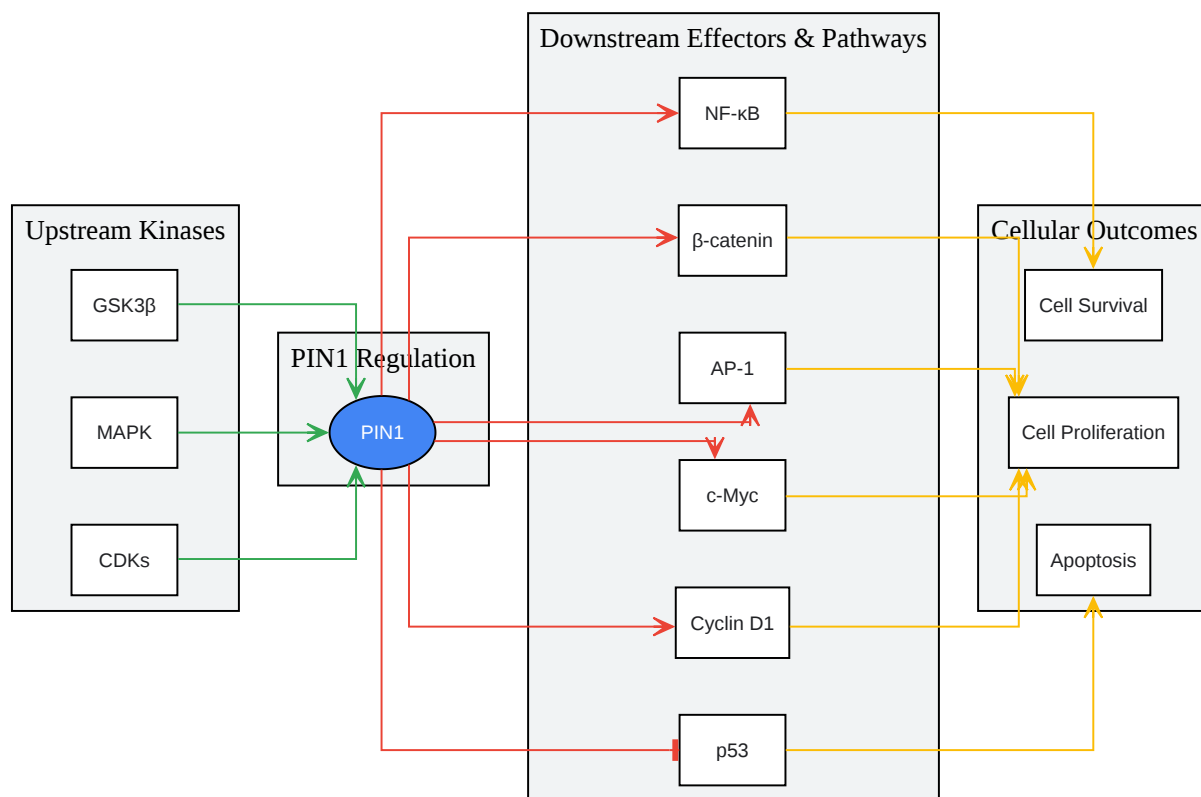 Downstream Effectors & Pathways
NF-κB
Upstream Kinases
β-catenin
Cellular Outcomes
GSK3β
Cell Survival
PIN1 Regulation
AP-1
MAPK
PIN1
Cell Proliferation
c-Myc
CDKs
Apoptosis
Cyclin D1
p53